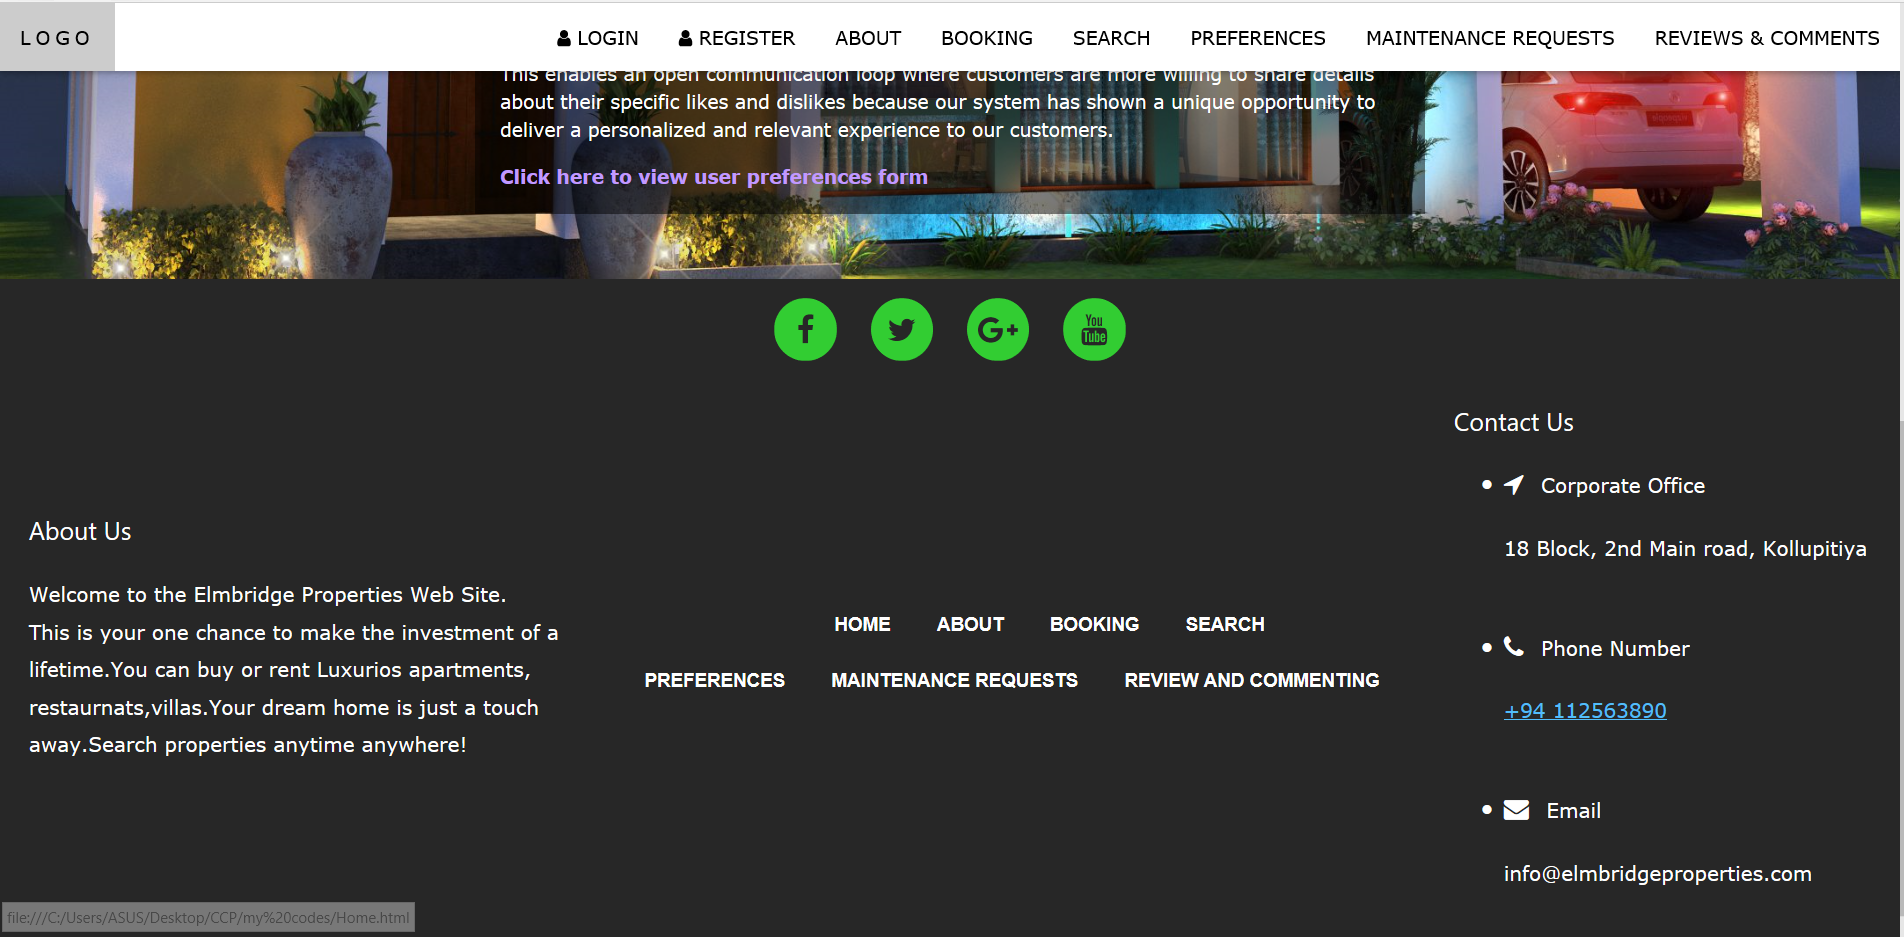 LOGO
LOGIN REGISTER ABOUT BOOKING SEARCH PREFERENCES MAINTENANCE REQUESTS REVIEWS & COMMENTS
This enables an open communication loop where customers are more willing to share details
about their specific likes and dislikes because our system has shown a unique opportunity to
deliver a personalized and relevant experience to our customers.
Click here to view user preferences form
You
Tube
About Us
Welcome to the Elmbridge Properties Web Site.
This is your one chance to make the investment of a
lifetime.You can buy or rent Luxurios apartments,
restaurnats,villas.Your dream home is just a touch
away.Search properties anytime anywhere!
HOME ABOUT BOOKING SEARCH
PREFERENCES MAINTENANCE REQUESTS REVIEW AND COMMENTING
Contact Us
Corporate Office
18 Block, 2nd Main road, Kollupitiya
Phone Number
+94 112563890
Email
info@elmbridgeproperties.com
file:///C:/Users/ASUS/Desktop/CCP/my%20codes/Home.html